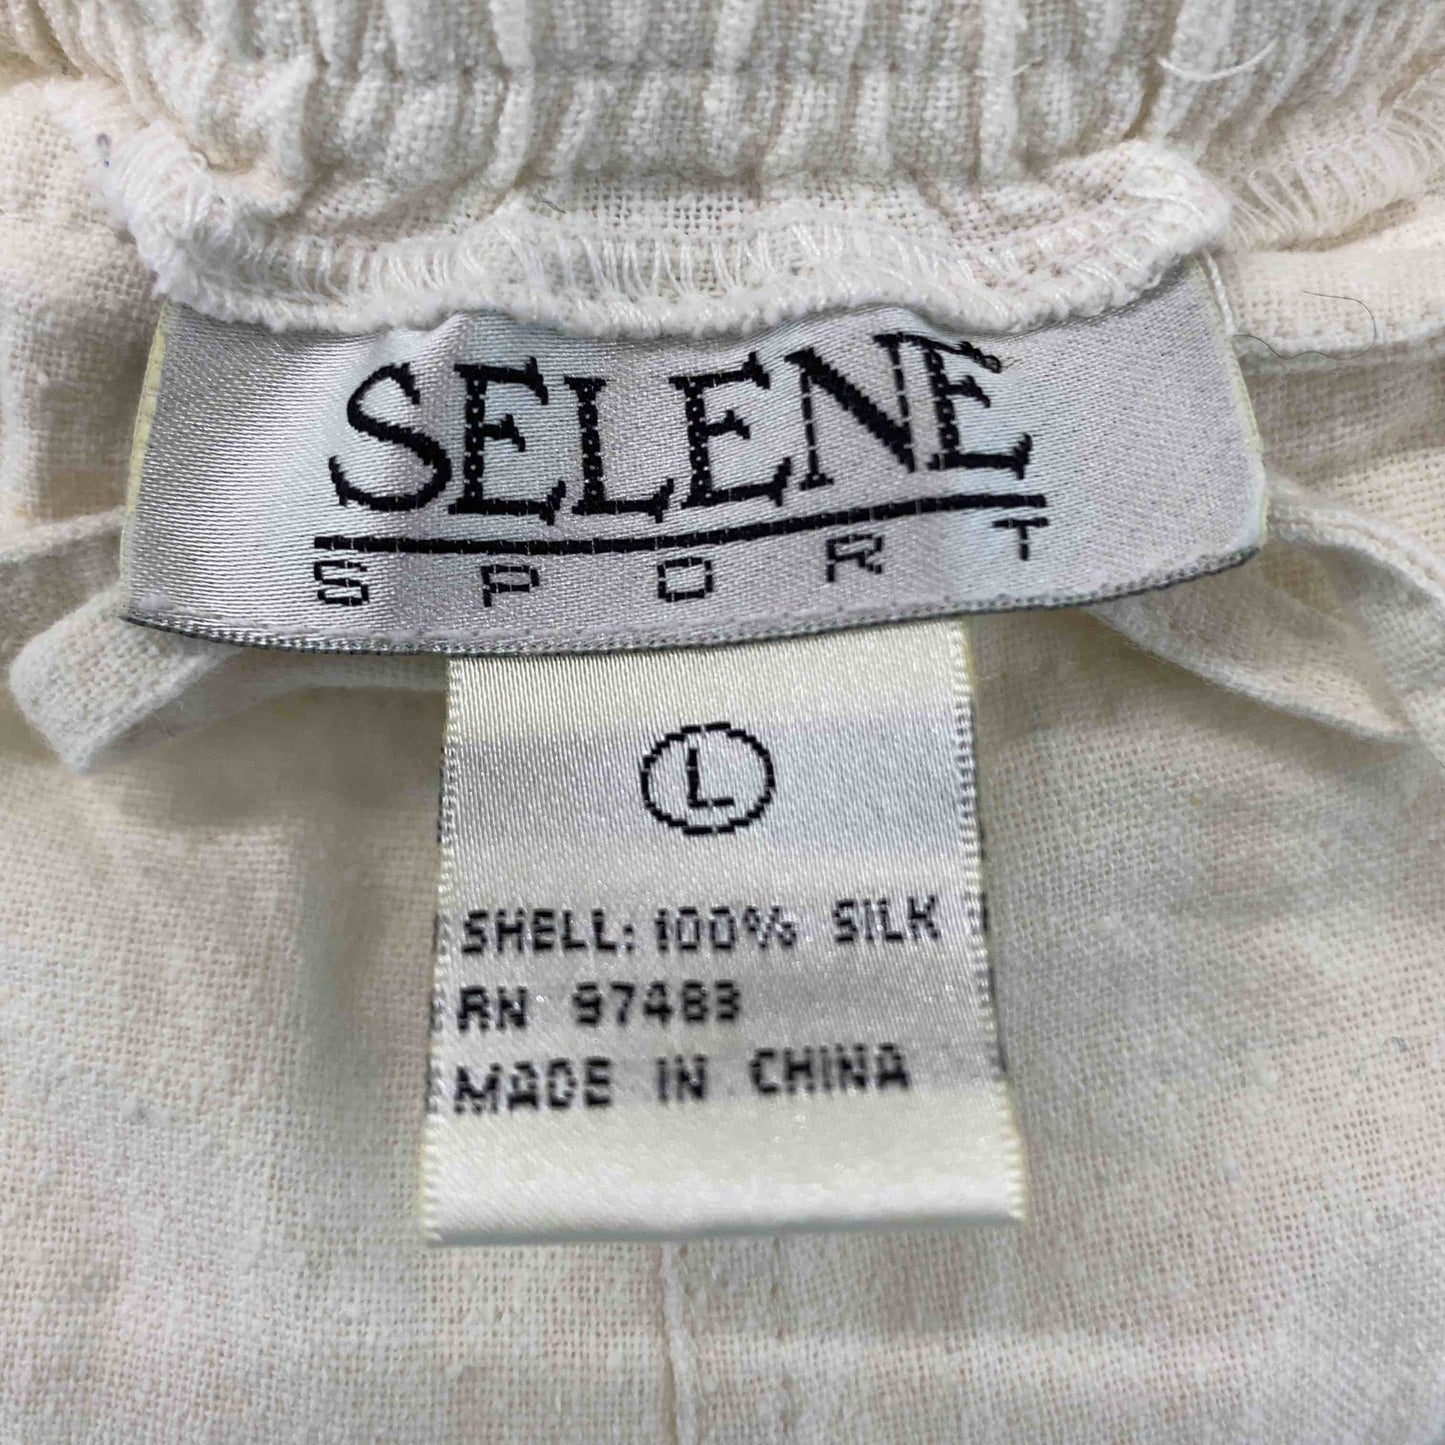 SELENE
SPORT
L
SHELL: 100% SILK
RN 97483
MADE IN CHINA